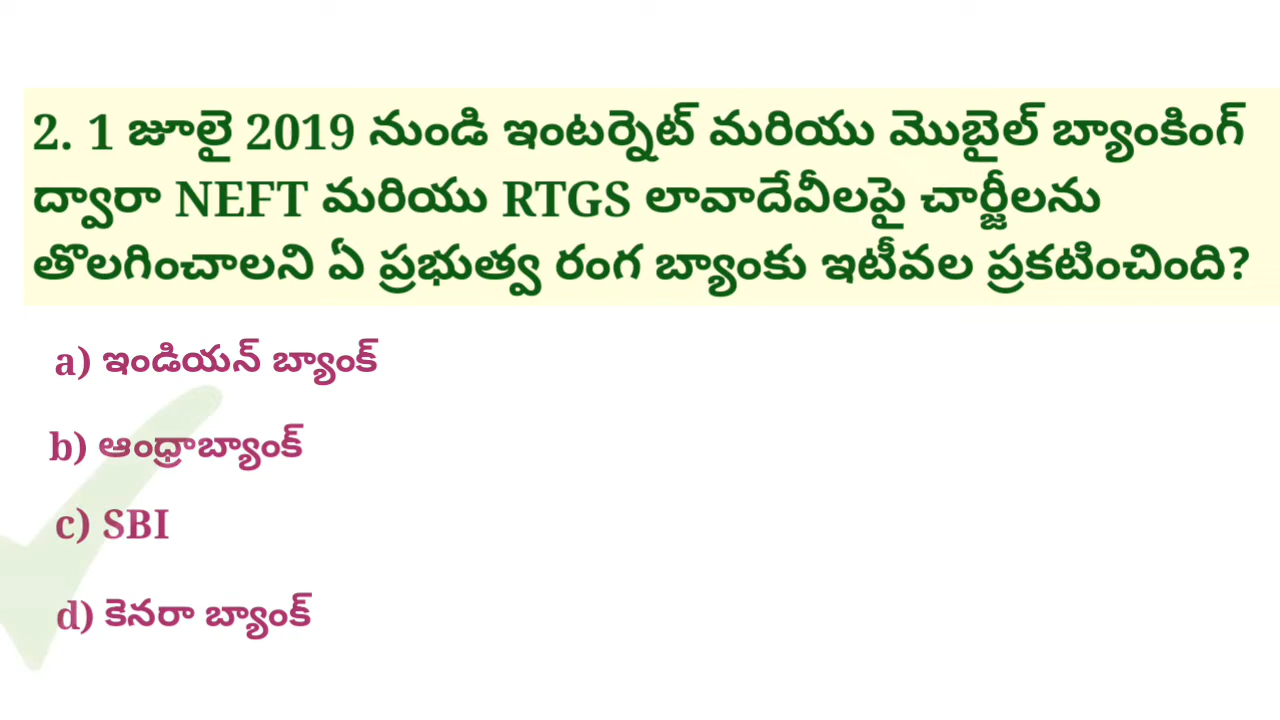 2. 1 జూలై 2019 నుండి ఇంటర్నెట్ మరియు మొబైల్ బ్యాంకింగ్
ద్వారా NEFT మరియు RTGS లావాదేవీలపై చార్జీలను
తొలగించాలని ఏ ప్రభుత్వ రంగ బ్యాంకు ఇటీవల ప్రకటించింది?
a) ఇండియన్ బ్యాంక్
b) ఆంధ్రాబ్యాంక్
c) SBI
d) కెనరా బ్యాంక్